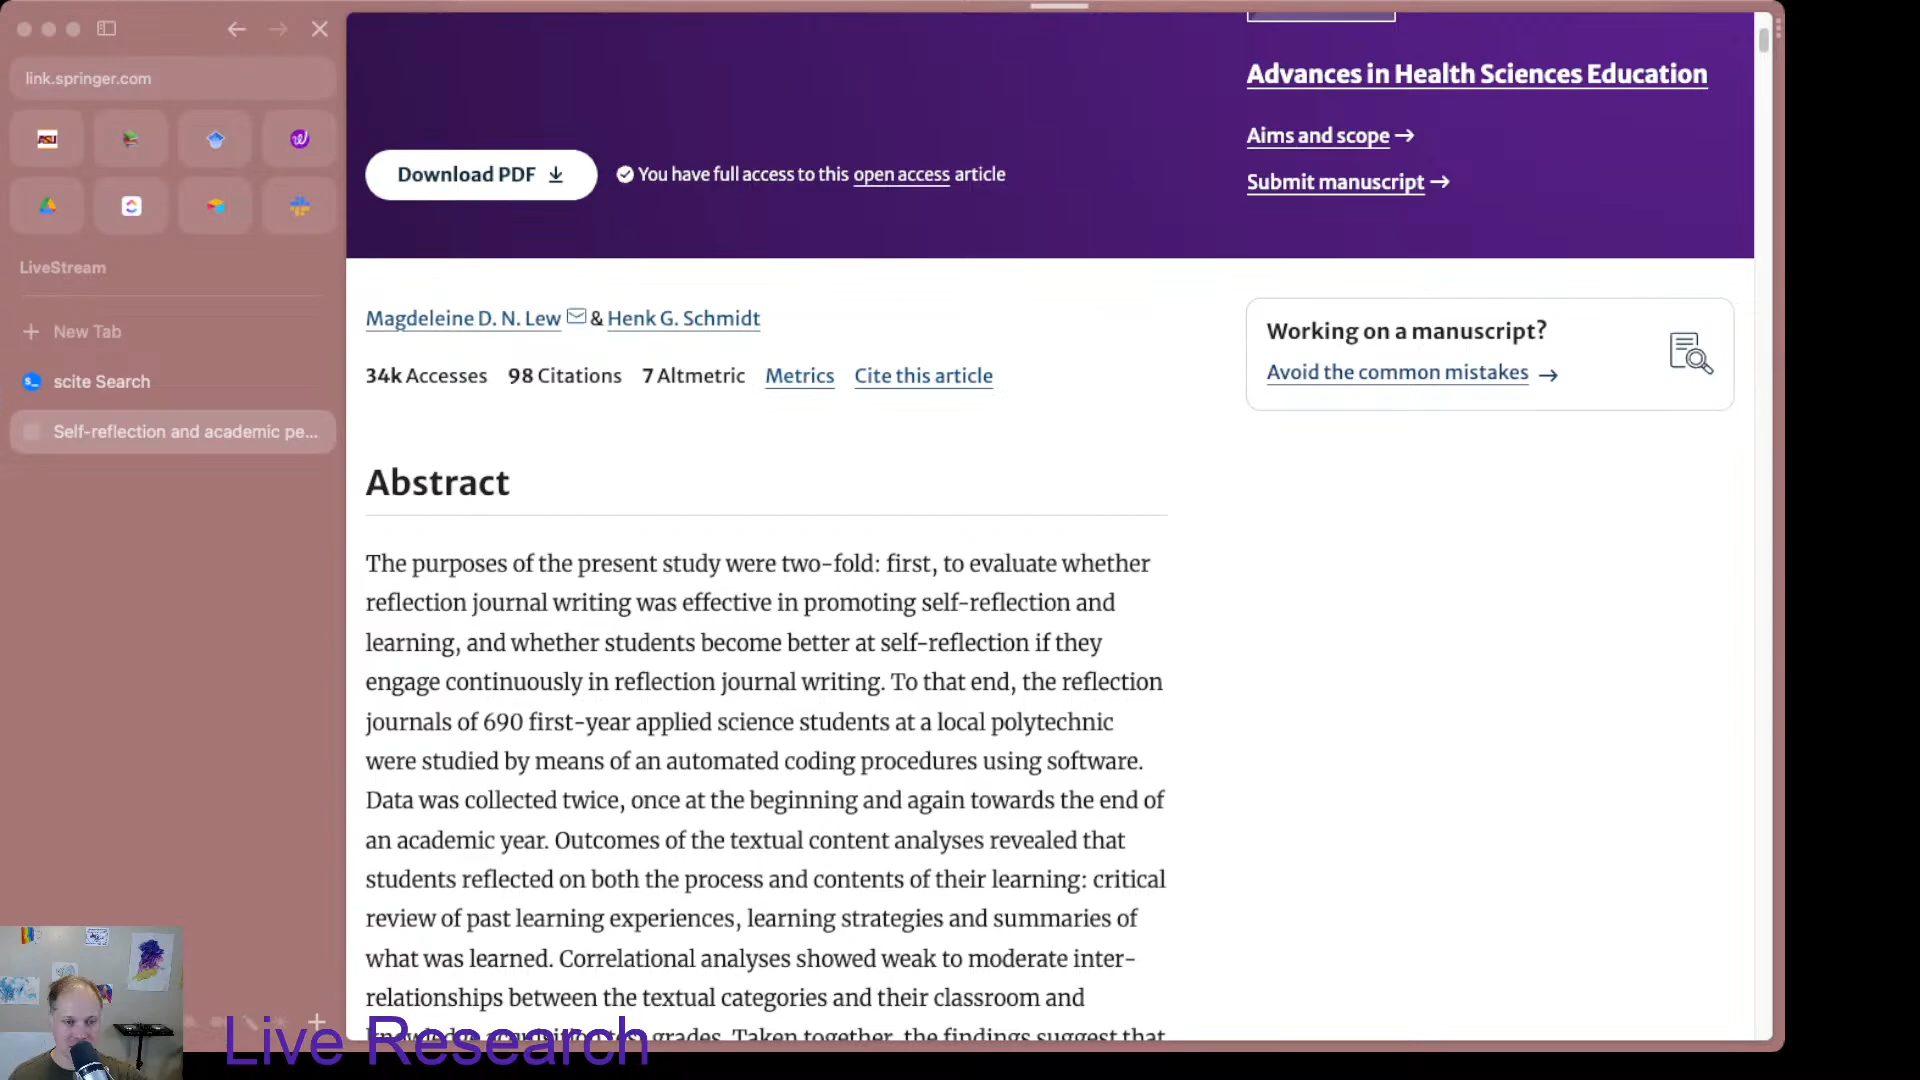 link.springer.com
LiveStream
New Tab
scite Search
Self-reflection and academic pe...
Advances in Health Sciences Education
Aims and scope →
Submit manuscript →
Download PDF
You have full access to this open access article
Magdeleine D. N. Lew & Henk G. Schmidt
34k Accesses 98 Citations 7 Altmetric Metrics Cite this article
Working on a manuscript?
Avoid the common mistakes →
Abstract
The purposes of the present study were two-fold: first, to evaluate whether
reflection journal writing was effective in promoting self-reflection and
learning, and whether students become better at self-reflection if they
engage continuously in reflection journal writing. To that end, the reflection
journals of 690 first-year applied science students at a local polytechnic
were studied by means of an automated coding procedures using software.
Data was collected twice, once at the beginning and again towards the end of
an academic year. Outcomes of the textual content analyses revealed that
students reflected on both the process and contents of their learning: critical
review of past learning experiences, learning strategies and summaries of
what was learned. Correlational analyses showed weak to moderate inter-
relationships between the textual categories and their classroom and
grades. Taken together, the findings suggest that
Live Research